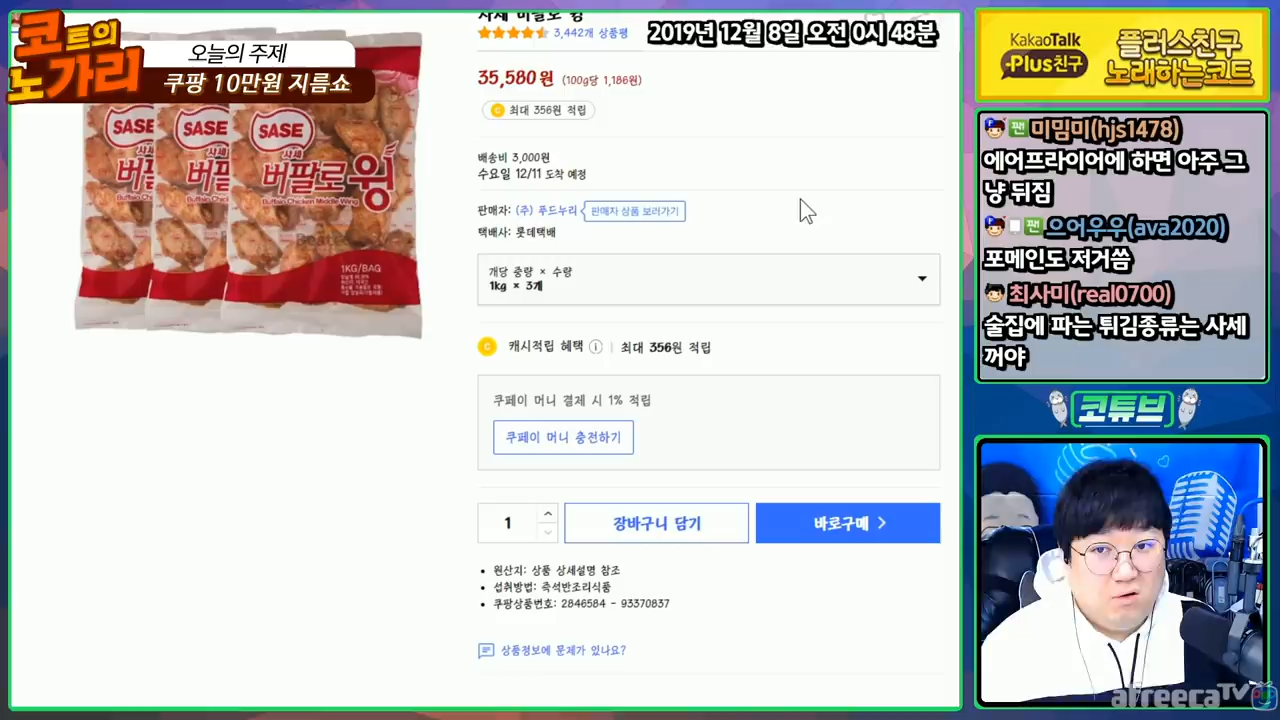 코트의
노가리
오늘의 주제
쿠팡 10만원 지름쇼
사세 버팔로 윙
3,442개 상품평
2019년 12월 8일 오전 0시 48분
35,580원 (100g당 1,186원)
최대 356원 적립
배송비 3,000원
수요일 12/11 도착 예정
판매자: (주) 푸드누리 판매자 상품 보러가기
택배사: 롯데택배
개당 중량 × 수량
1kg × 3개
캐시적립 혜택 ⓘ | 최대 356원 적립
쿠페이 머니 결제 시 1% 적립
쿠페이 머니 충전하기
1
장바구니 담기
바로구매 >
• 원산지: 상품 상세설명 참조
• 섭취방법: 즉석반조리식품
• 쿠팡상품번호: 2846584 - 93370837
상품정보에 문제가 있나요?
SASE
SASE
SASE
사세
버팔로윙
Buffalo Chicken Middle Wing
1KG/BAG
KakaoTalk
Plus친구
플러스친구
노래하는코트
팬 미밈미(hjs1478)
에어프라이어에 하면 아주 그
냥 뒤짐
팬 으어우우(ava2020)
포메인도 저거씀
최사미(real0700)
술집에 파는 튀김종류는 사세
꺼야
코튜브
afreecaTV